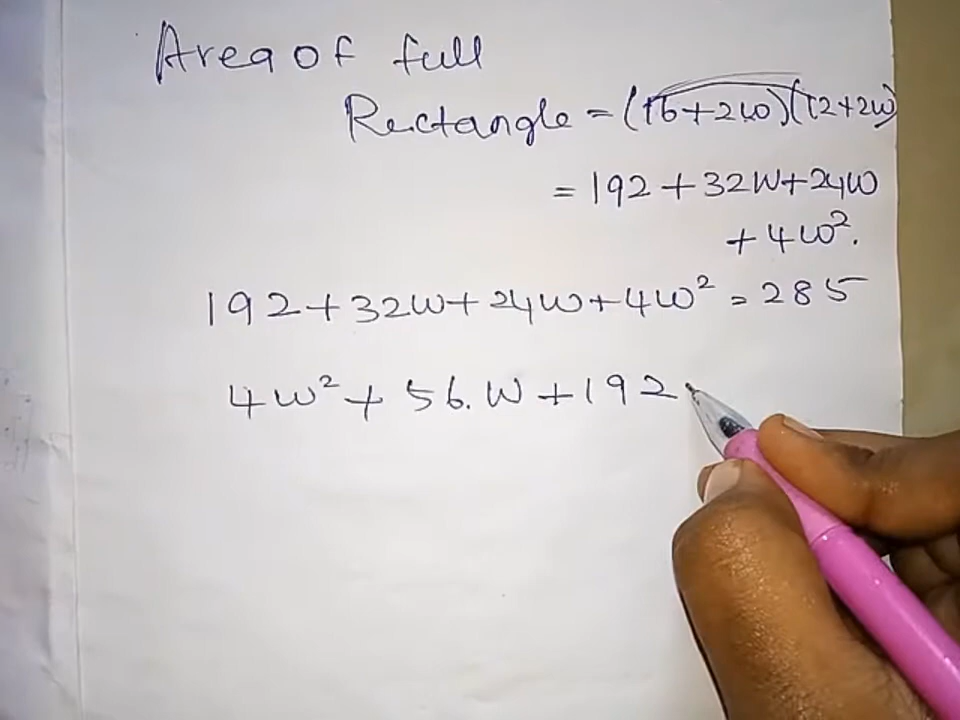 Area of full
Rectangle = (16+2w)(12+2w)
= 192 + 32w + 24w
+ 4w².
192 + 32w + 24w + 4w² = 285
4w² + 56.w + 192